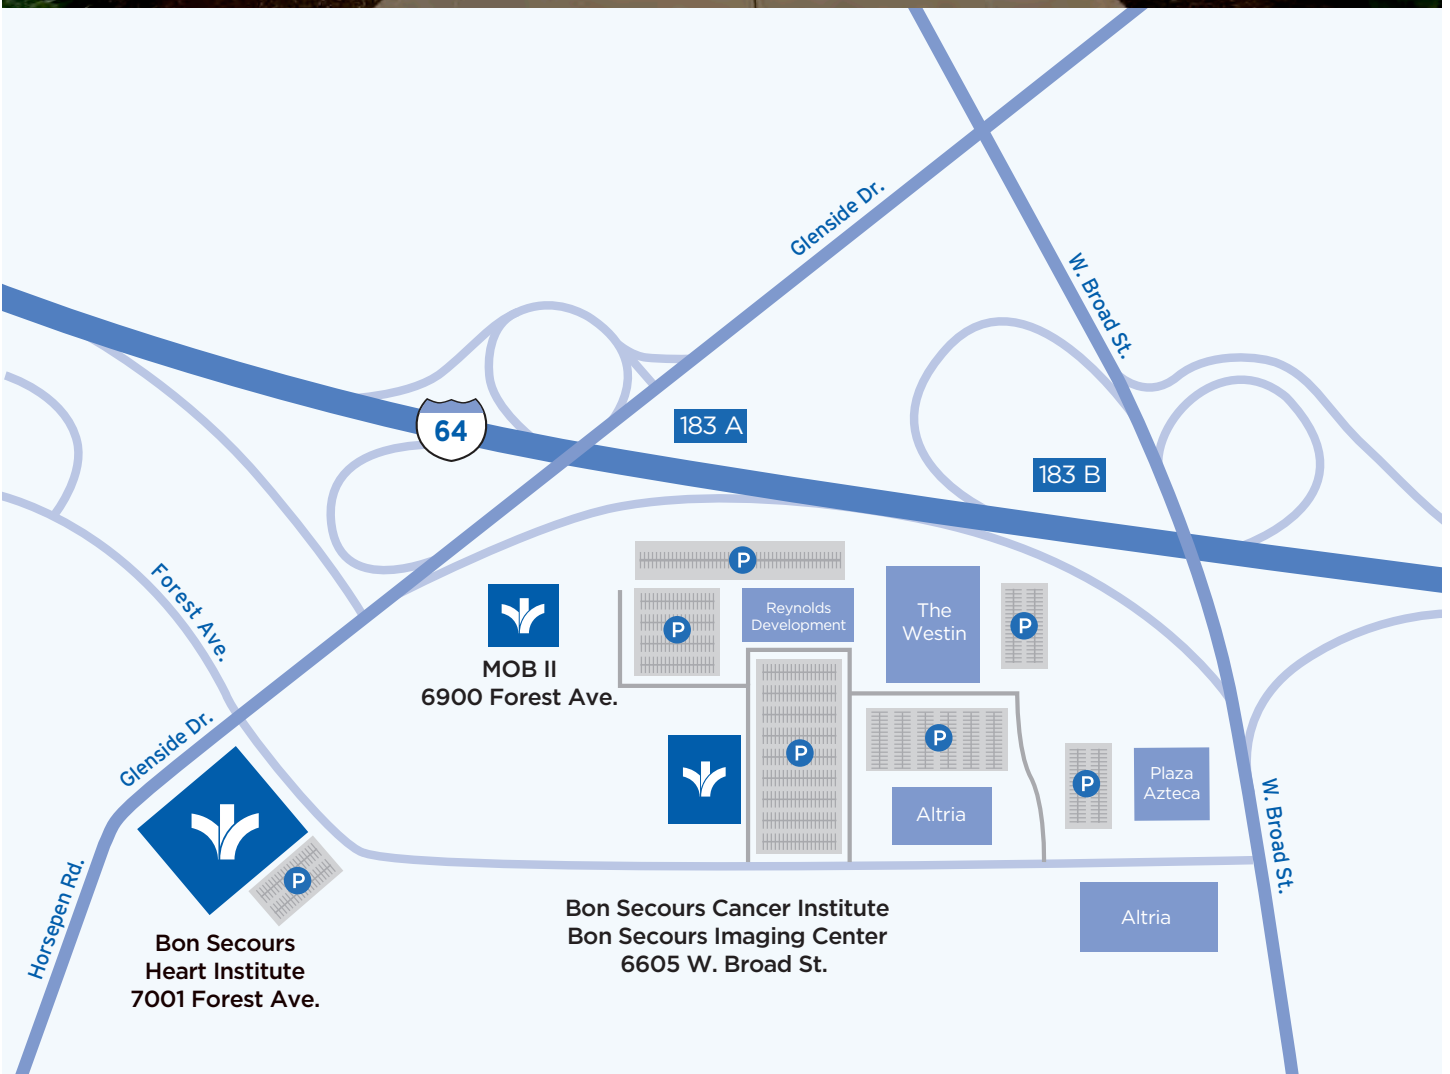 Glenside Dr.
W. Broad St.
64
183 A
183 B
Forest Ave.
P
P
Reynolds
Development
The
Westin
P
MOB II
6900 Forest Ave.
P
P
P
Plaza
Azteca
Altria
Glenside Dr.
W. Broad St.
Horsepen Rd.
P
Altria
Bon Secours Cancer Institute
Bon Secours Imaging Center
6605 W. Broad St.
Bon Secours
Heart Institute
7001 Forest Ave.